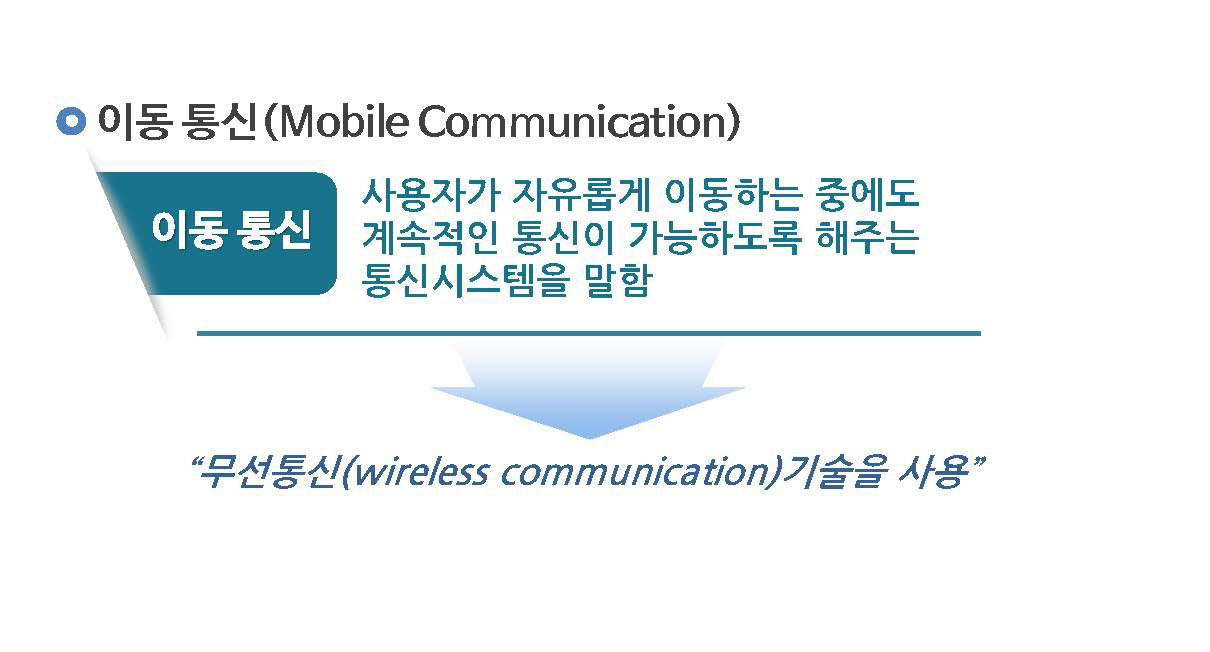 이동 통신(Mobile Communication)
이동 통신
사용자가 자유롭게 이동하는 중에도
계속적인 통신이 가능하도록 해주는
통신시스템을 말함
“무선통신(wireless communication)기술을 사용”